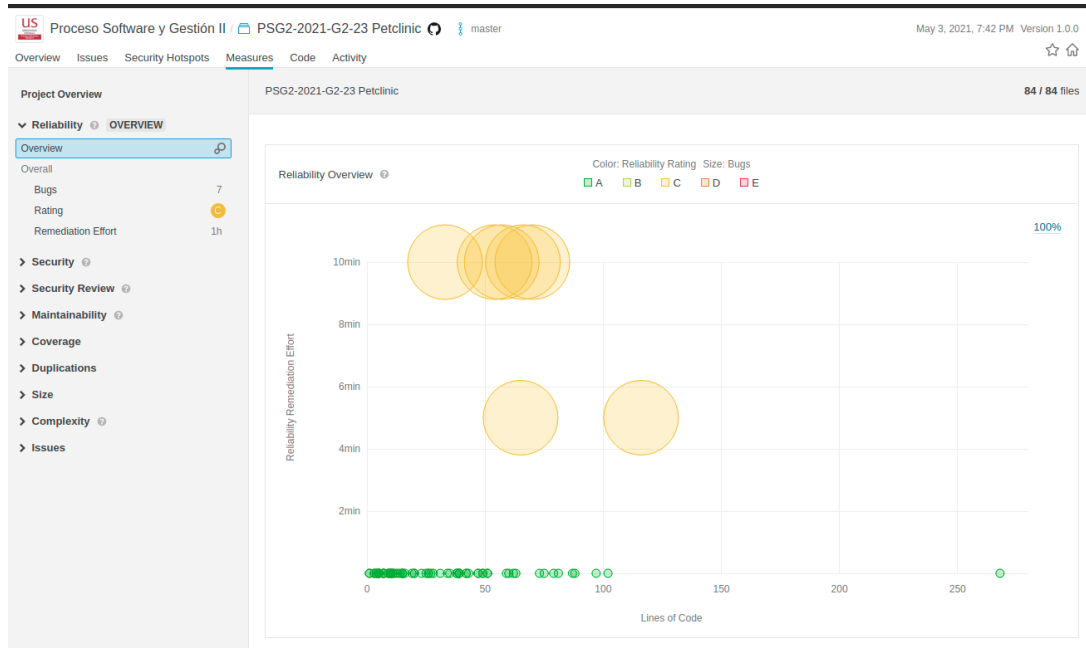 US Proceso Software y Gestión II / PSG2-2021-G2-23 Petclinic master May 3, 2021, 7:42 PM Version 1.0.0
Overview Issues Security Hotspots Measures Code Activity
Project Overview
Reliability ? OVERVIEW
Overview
Overall
Bugs 7
Rating C
Remediation Effort 1h
Security ?
Security Review ?
Maintainability ?
Coverage
Duplications
Size
Complexity ?
Issues
PSG2-2021-G2-23 Petclinic 84 / 84 files
Reliability Overview ? Color: Reliability Rating Size: Bugs
A B C D E
100%
10min
8min
6min
4min
2min
Reliability Remediation Effort
0 50 100 150 200 250
Lines of Code